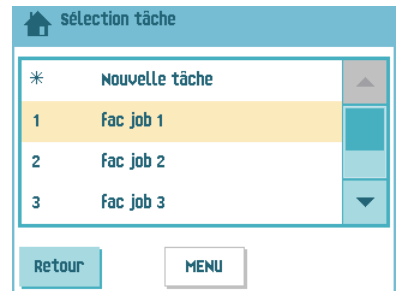 Sélection tâche
* Nouvelle tâche
1 fac job 1
2 fac job 2
3 fac job 3
Retour MENU